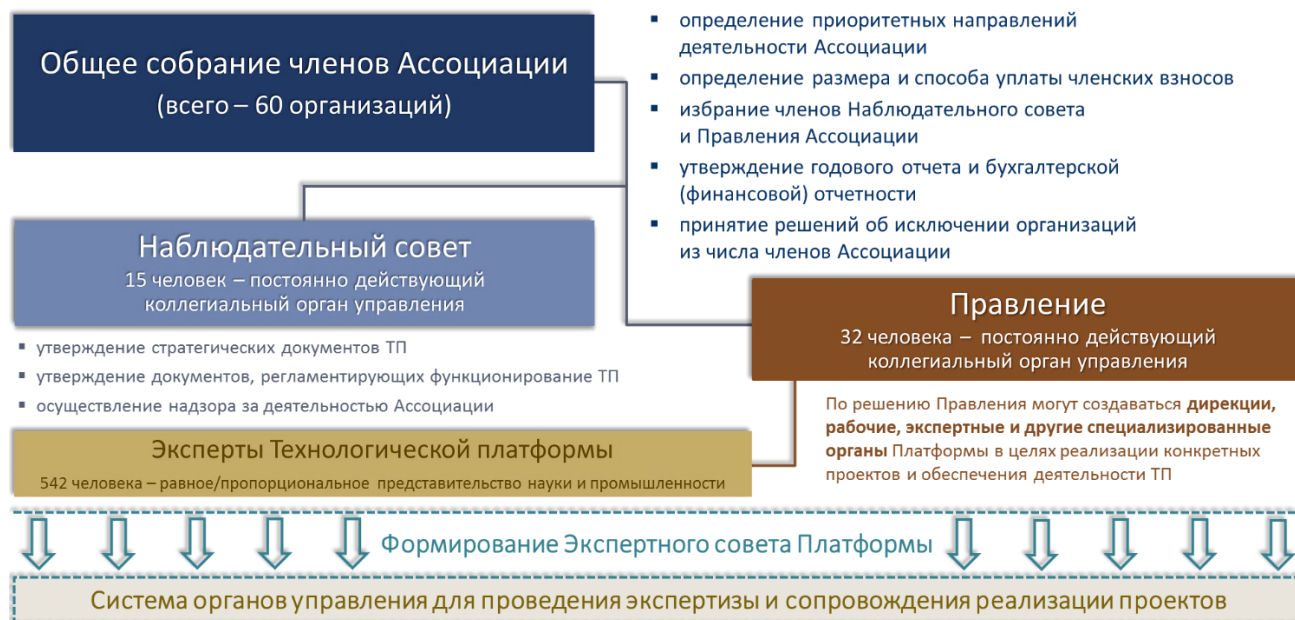 Общее собрание членов Ассоциации
(всего – 60 организаций)
▪ определение приоритетных направлений
деятельности Ассоциации
▪ определение размера и способа уплаты членских взносов
▪ избрание членов Наблюдательного совета
и Правления Ассоциации
▪ утверждение годового отчета и бухгалтерской
(финансовой) отчетности
▪ принятие решений об исключении организаций
из числа членов Ассоциации
Наблюдательный совет
15 человек – постоянно действующий
коллегиальный орган управления
▪ утверждение стратегических документов ТП
▪ утверждение документов, регламентирующих функционирование ТП
▪ осуществление надзора за деятельностью Ассоциации
Правление
32 человека – постоянно действующий
коллегиальный орган управления
По решению Правления могут создаваться дирекции,
рабочие, экспертные и другие специализированные
органы Платформы в целях реализации конкретных
проектов и обеспечения деятельности ТП
Эксперты Технологической платформы
542 человека – равное/пропорциональное представительство науки и промышленности
Формирование Экспертного совета Платформы
Система органов управления для проведения экспертизы и сопровождения реализации проектов